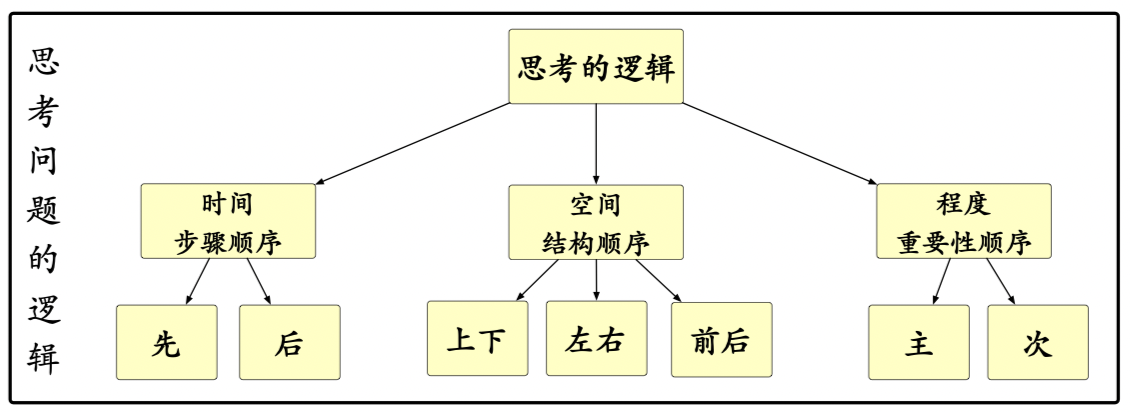 思考问题的逻辑
思考的逻辑
时间
步骤顺序
空间
结构顺序
程度
重要性顺序
先
后
上下
左右
前后
主
次